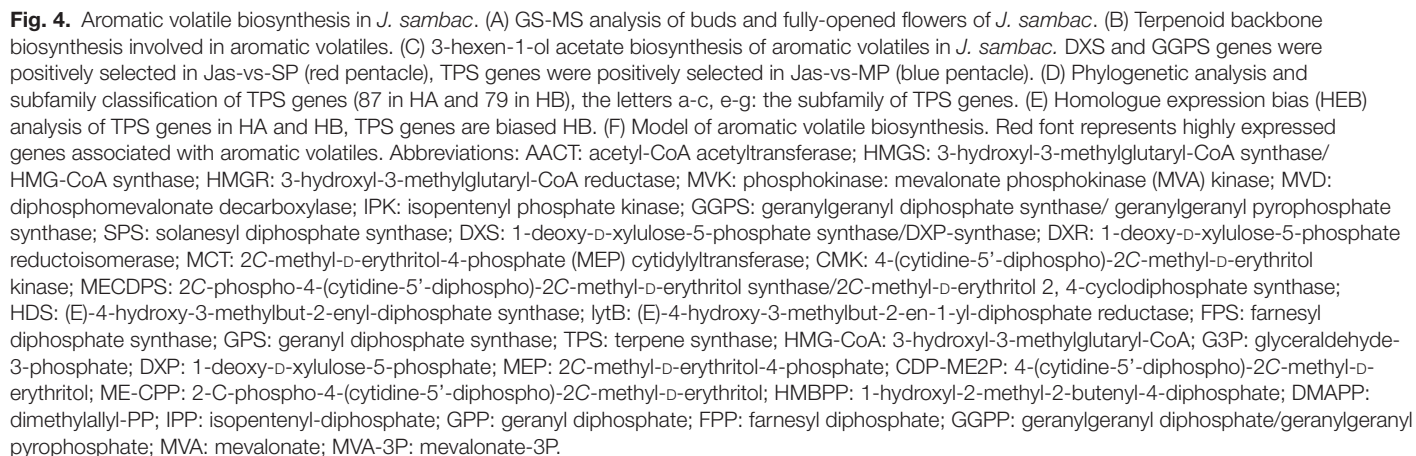 Fig. 4. Aromatic volatile biosynthesis in J. sambac. (A) GS-MS analysis of buds and fully-opened flowers of J. sambac. (B) Terpenoid backbone
biosynthesis involved in aromatic volatiles. (C) 3-hexen-1-ol acetate biosynthesis of aromatic volatiles in J. sambac. DXS and GGPS genes were
positively selected in Jas-vs-SP (red pentacle), TPS genes were positively selected in Jas-vs-MP (blue pentacle). (D) Phylogenetic analysis and
subfamily classification of TPS genes (87 in HA and 79 in HB), the letters a-c, e-g: the subfamily of TPS genes. (E) Homologue expression bias (HEB)
analysis of TPS genes in HA and HB, TPS genes are biased HB. (F) Model of aromatic volatile biosynthesis. Red font represents highly expressed
genes associated with aromatic volatiles. Abbreviations: AACT: acetyl-CoA acetyltransferase; HMGS: 3-hydroxyl-3-methylglutaryl-CoA synthase/
HMG-CoA synthase; HMGR: 3-hydroxyl-3-methylglutaryl-CoA reductase; MVK: phosphokinase: mevalonate phosphokinase (MVA) kinase; MVD:
diphosphomevalonate decarboxylase; IPK: isopentenyl phosphate kinase; GGPS: geranylgeranyl diphosphate synthase/ geranylgeranyl pyrophosphate
synthase; SPS: solanesyl diphosphate synthase; DXS: 1-deoxy-D-xylulose-5-phosphate synthase/DXP-synthase; DXR: 1-deoxy-D-xylulose-5-phosphate
reductoisomerase; MCT: 2C-methyl-D-erythritol-4-phosphate (MEP) cytidylyltransferase; CMK: 4-(cytidine-5'-diphospho)-2C-methyl-D-erythritol
kinase; MECDPS: 2C-phospho-4-(cytidine-5'-diphospho)-2C-methyl-D-erythritol synthase/2C-methyl-D-erythritol 2, 4-cyclodiphosphate synthase;
HDS: (E)-4-hydroxy-3-methylbut-2-enyl-diphosphate synthase; lytB: (E)-4-hydroxy-3-methylbut-2-en-1-yl-diphosphate reductase; FPS: farnesyl
diphosphate synthase; GPS: geranyl diphosphate synthase; TPS: terpene synthase; HMG-CoA: 3-hydroxyl-3-methylglutaryl-CoA; G3P: glyceraldehyde-
3-phosphate; DXP: 1-deoxy-D-xylulose-5-phosphate; MEP: 2C-methyl-D-erythritol-4-phosphate; CDP-ME2P: 4-(cytidine-5'-diphospho)-2C-methyl-D-
erythritol; ME-CPP: 2-C-phospho-4-(cytidine-5'-diphospho)-2C-methyl-D-erythritol; HMBPP: 1-hydroxyl-2-methyl-2-butenyl-4-diphosphate; DMAPP:
dimethylallyl-PP; IPP: isopentenyl-diphosphate; GPP: geranyl diphosphate; FPP: farnesyl diphosphate; GGPP: geranylgeranyl diphosphate/geranylgeranyl
pyrophosphate; MVA: mevalonate; MVA-3P: mevalonate-3P.